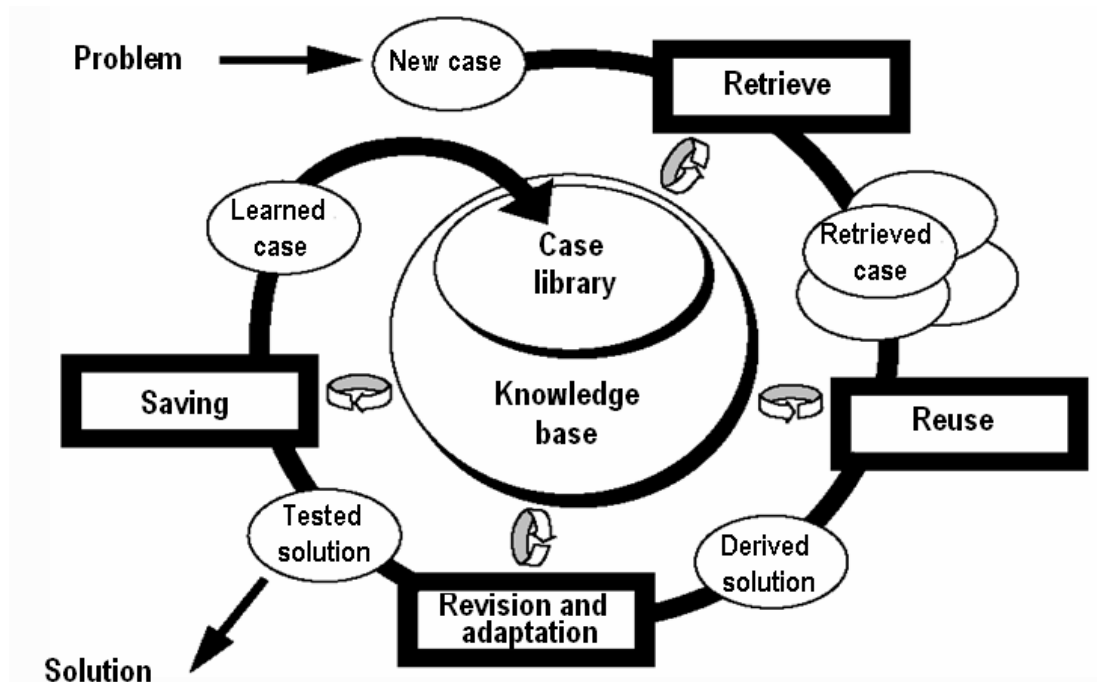 Problem
New case
Retrieve
Retrieved
case
Reuse
Derived
solution
Revision and
adaptation
Tested
solution
Solution
Saving
Learned
case
Case
library
Knowledge
base